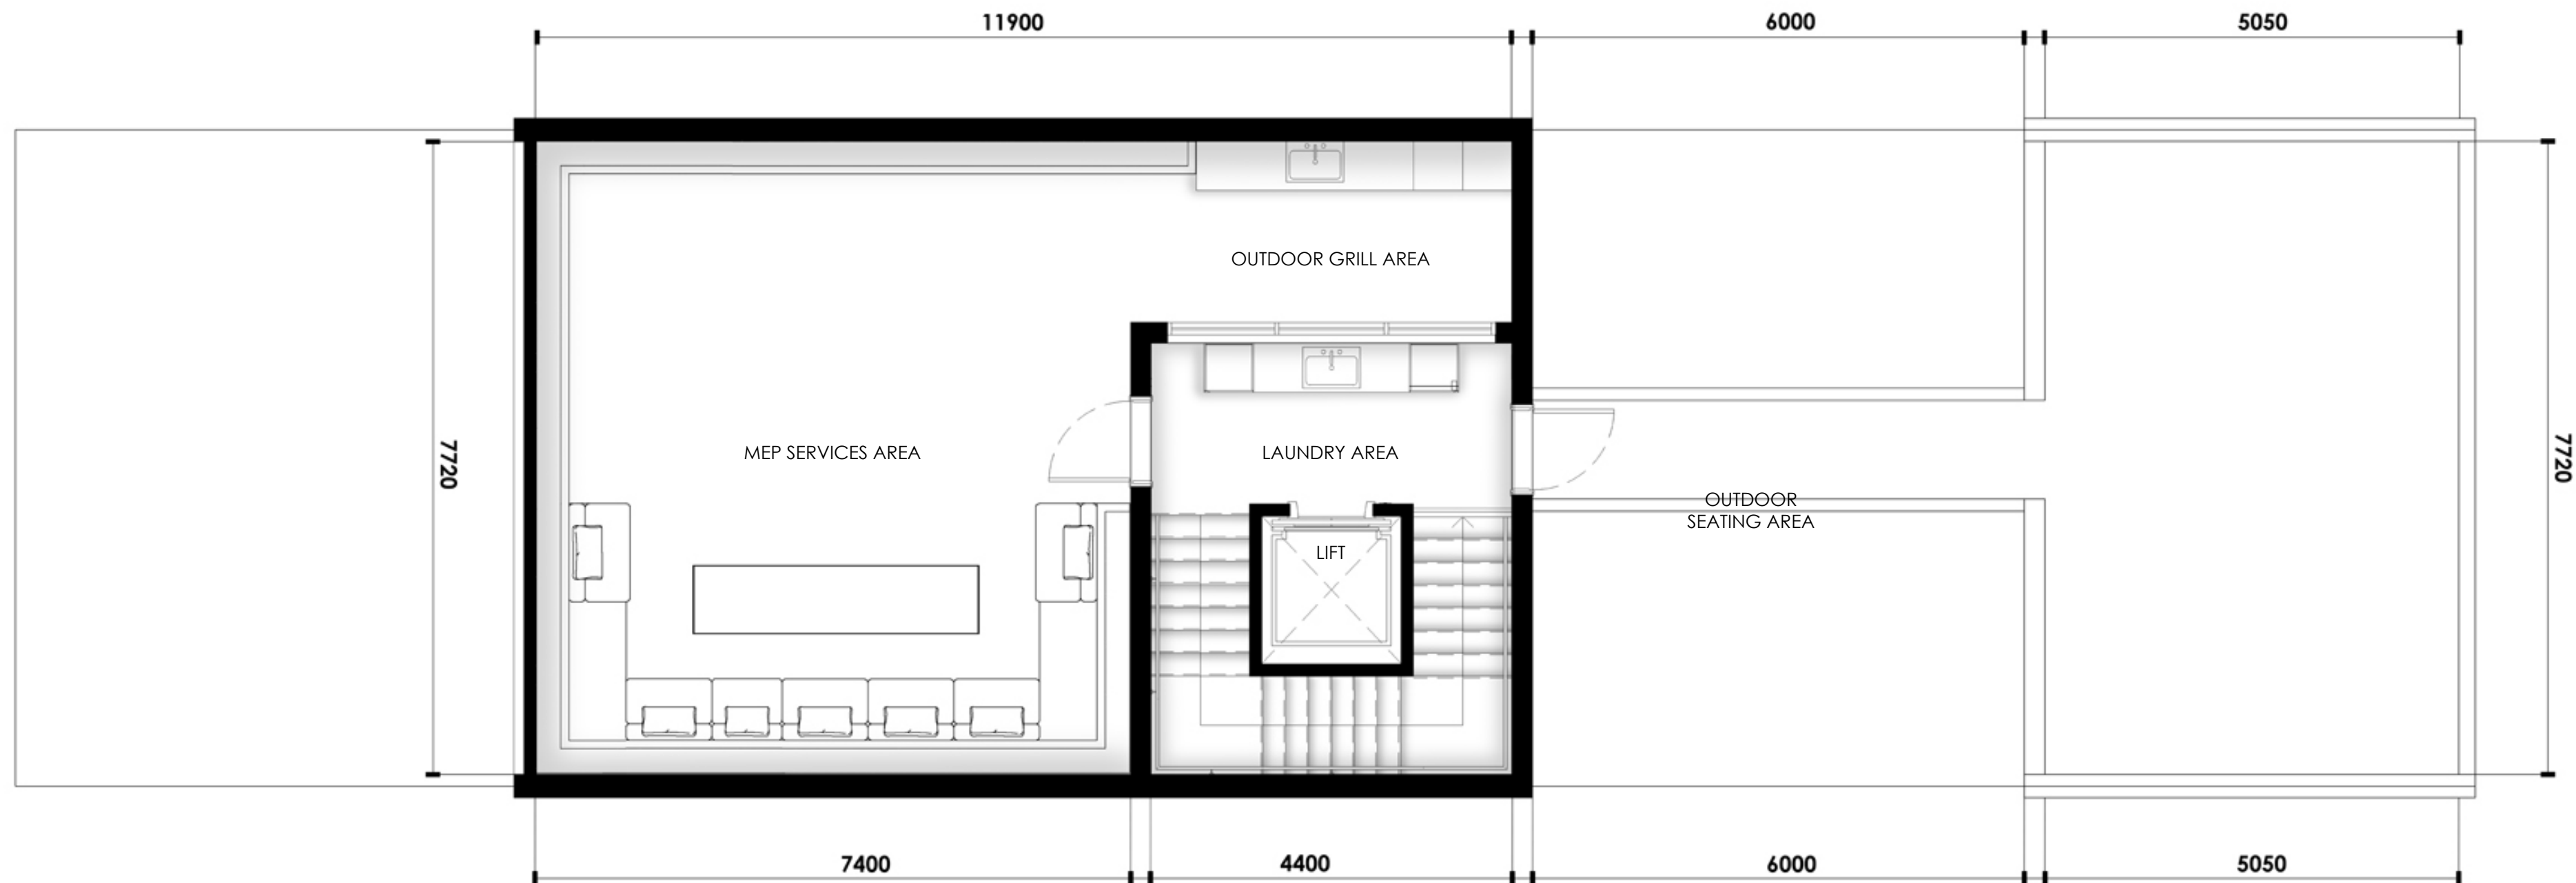 11900
6000
5050
OUTDOOR GRILL AREA
7720
MEP SERVICES AREA
LAUNDRY AREA
7720
OUTDOOR
SEATING AREA
LIFT
7400
4400
6000
5050